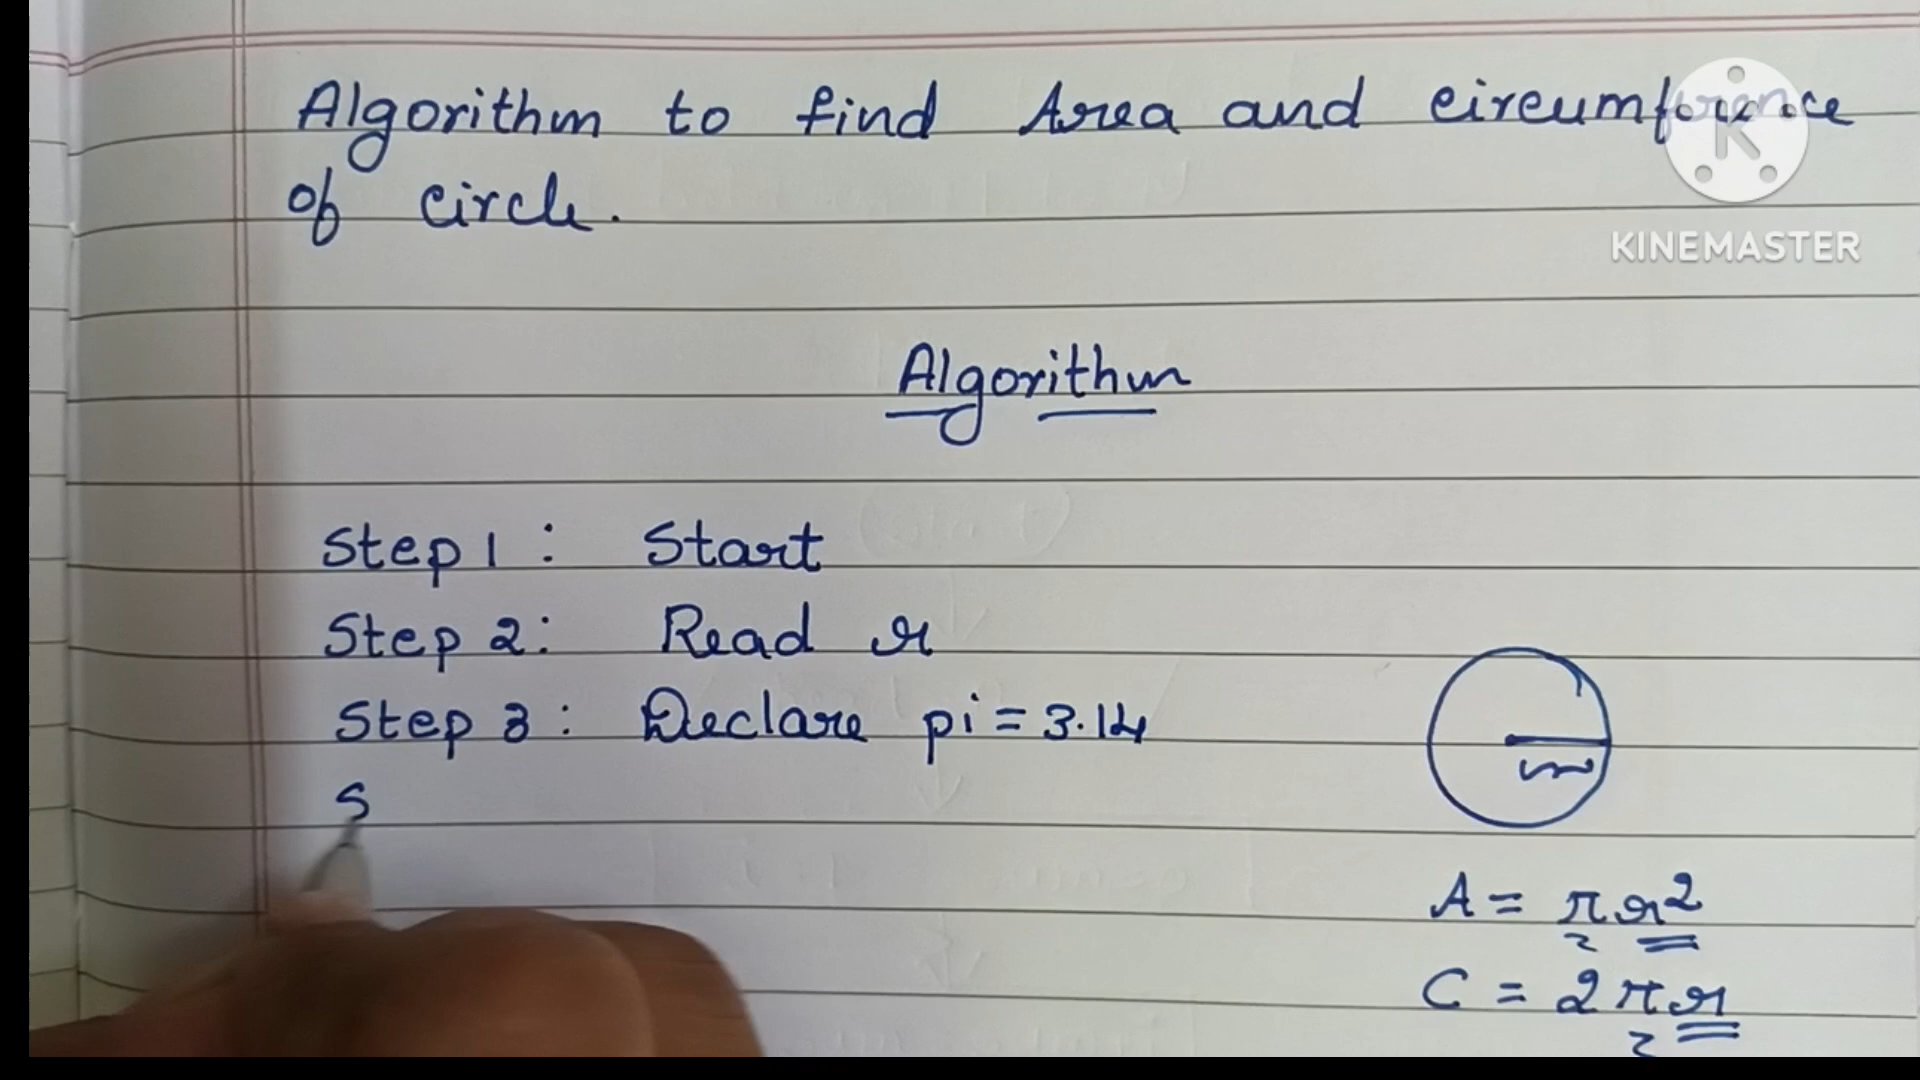 Algorithm to find Area and circumference
of circle.
K
KINEMASTER
Algorithm
Step 1 : Start
Step 2 : Read r
Step 3 : Declare pi = 3.14
S
r
A = πr²
C = 2πr